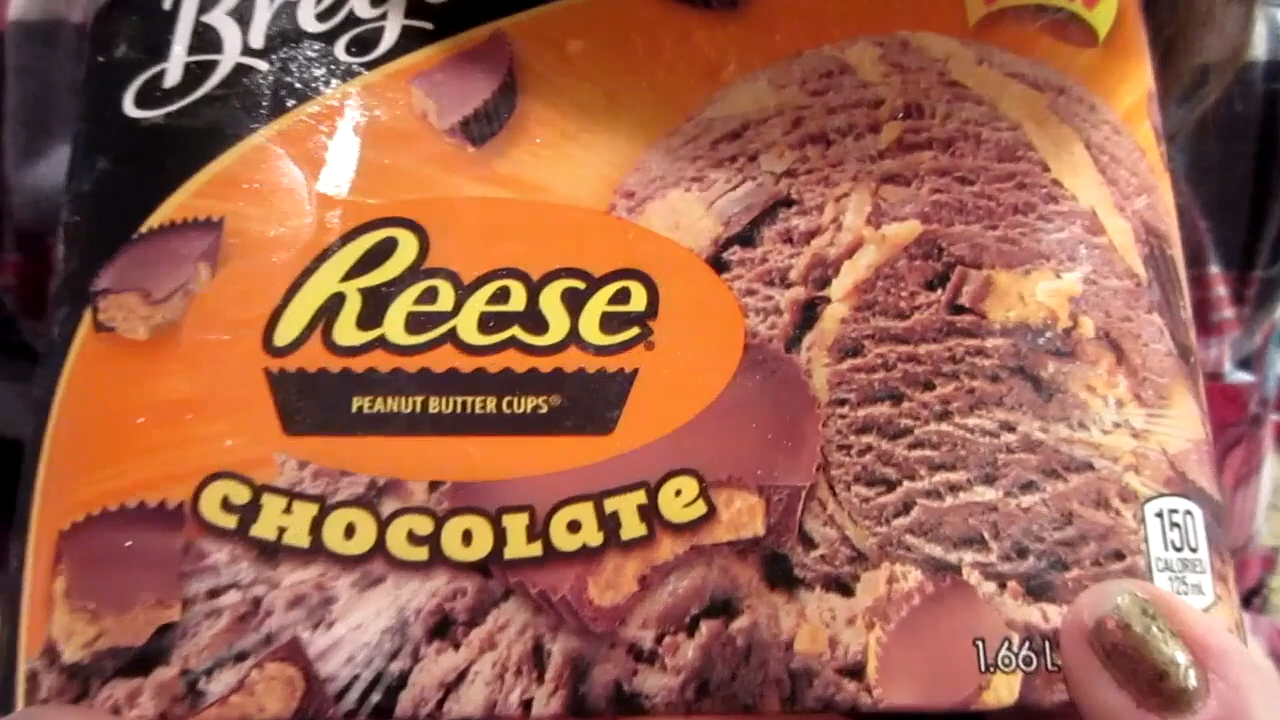 Reese
PEANUT BUTTER CUPS®
CHOCOLATE
150
CALORIES
125 mL
1.66 L